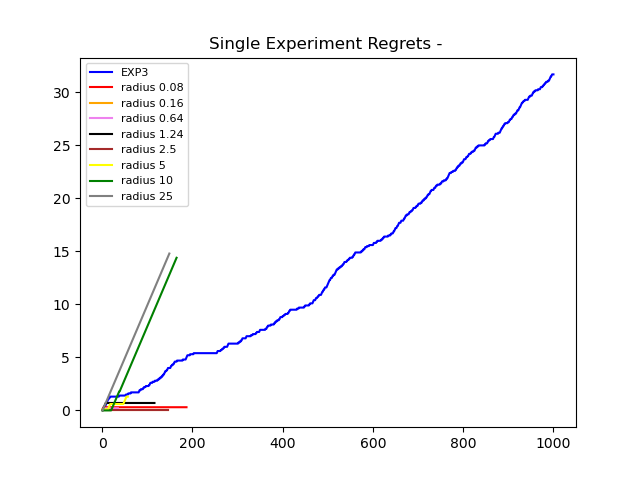 Single Experiment Regrets -
EXP3
radius 0.08
radius 0.16
radius 0.64
radius 1.24
radius 2.5
radius 5
radius 10
radius 25
30
25
20
15
10
5
0
0 200 400 600 800 1000